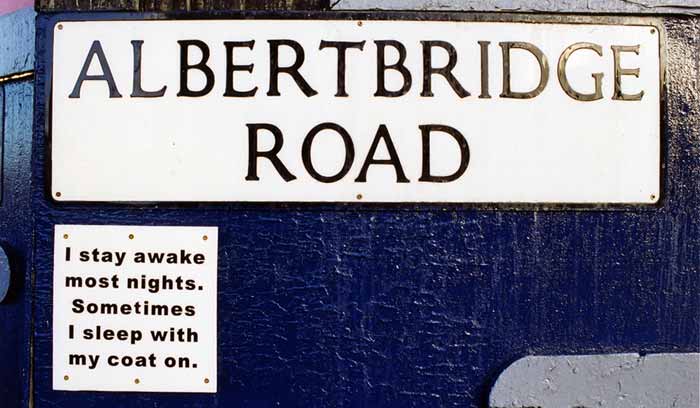 ALBERTBRIDGE
ROAD
I stay awake
most nights.
Sometimes
I sleep with
my coat on.